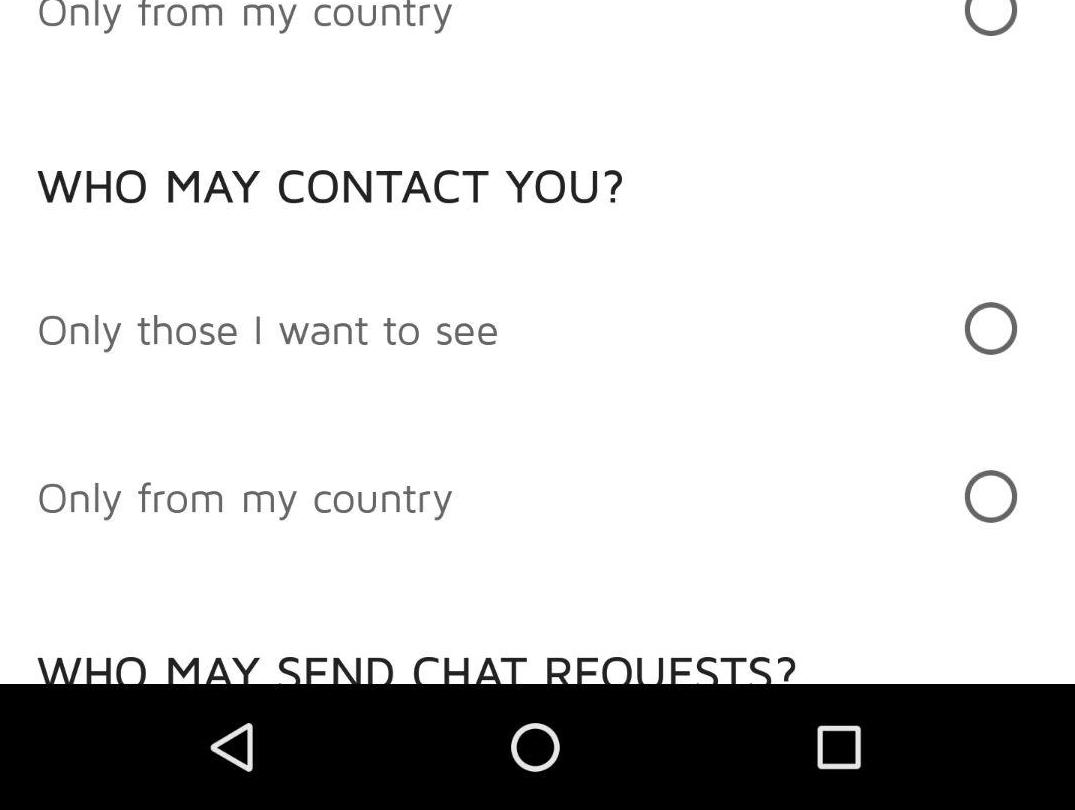 Only from my country
WHO MAY CONTACT YOU?
Only those I want to see
Only from my country
WHO MAY SEND CHAT REQUESTS?